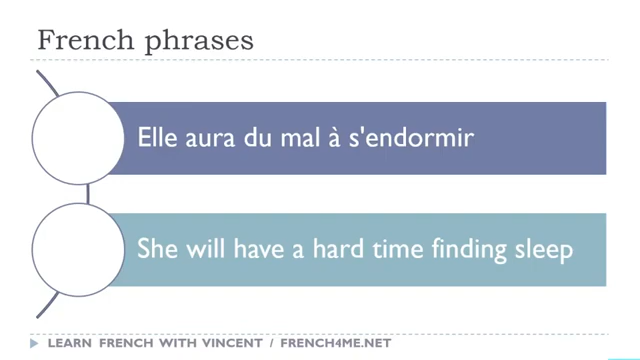 French phrases
Elle aura du mal à s'endormir
She will have a hard time finding sleep
LEARN FRENCH WITH VINCENT / FRENCH4ME.NET